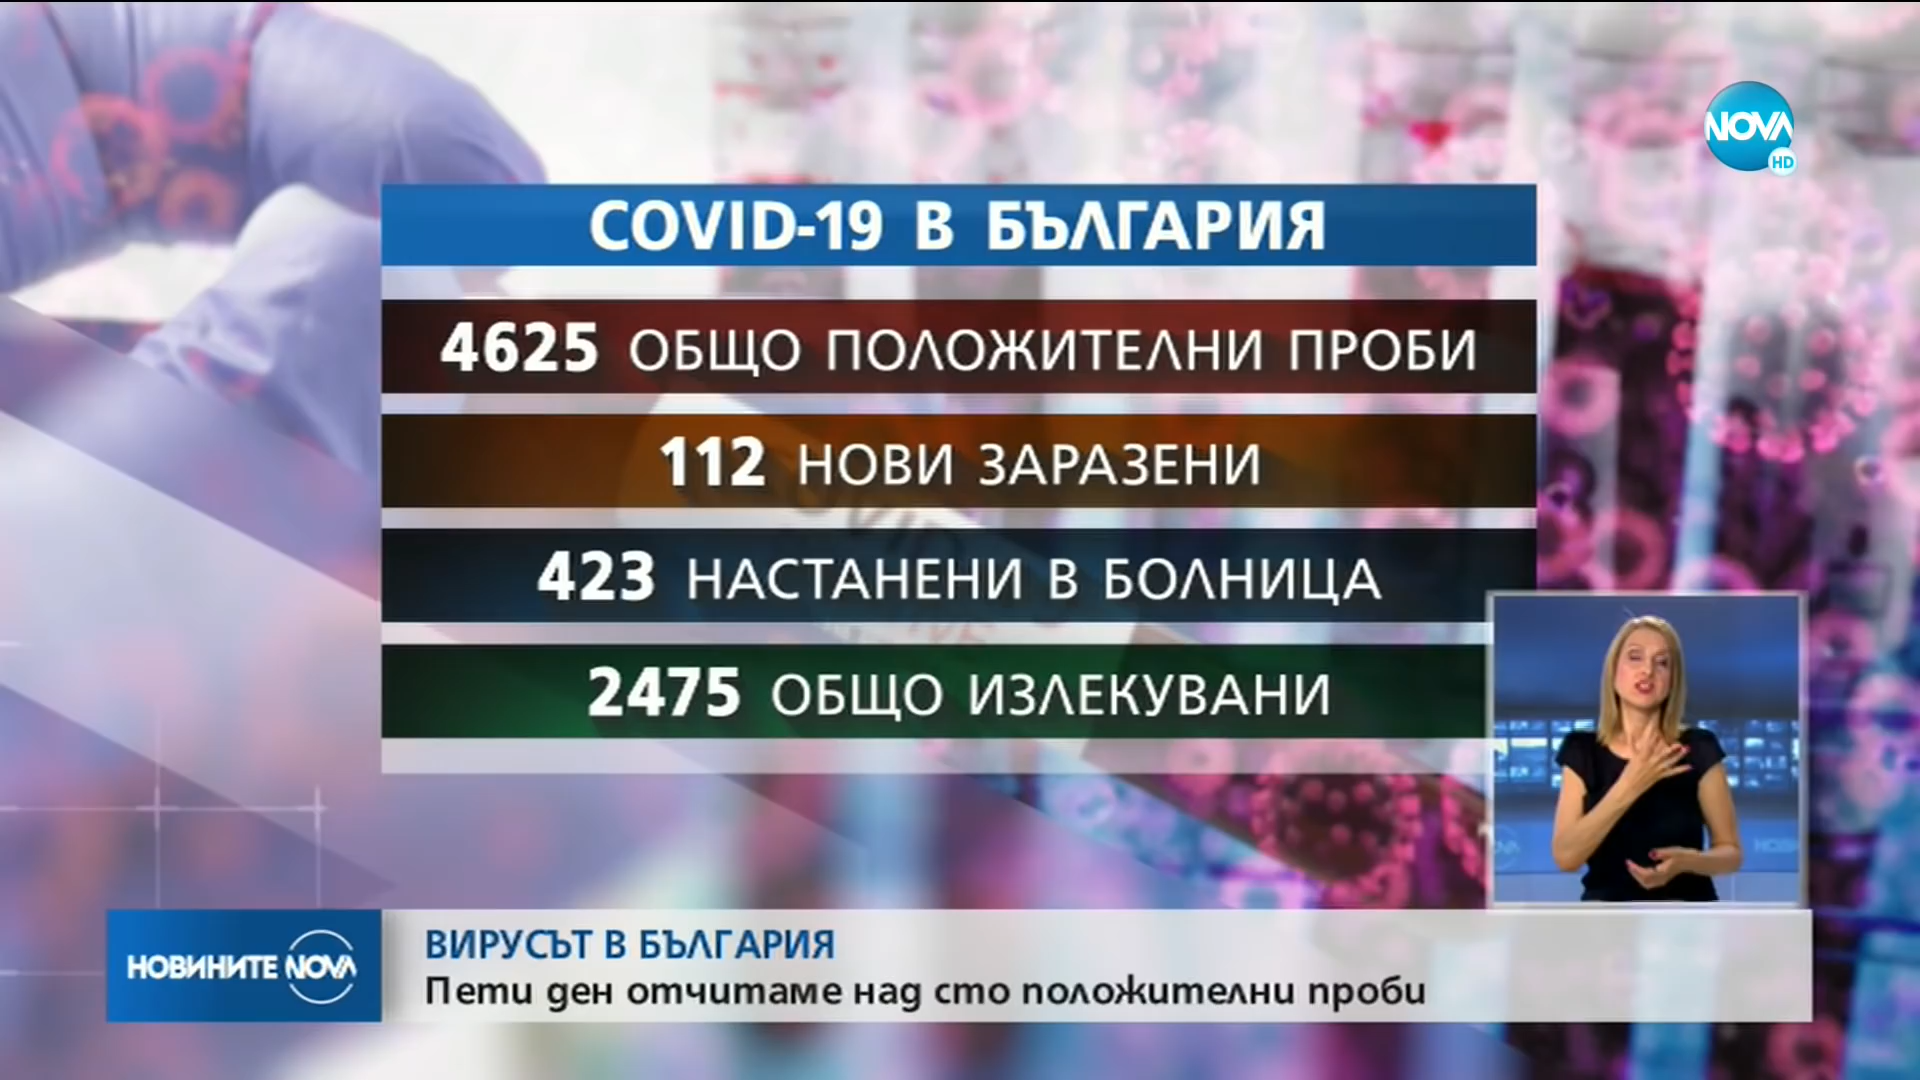 NOVA
HD
COVID-19 В БЪЛГАРИЯ
4625 ОБЩО ПОЛОЖИТЕЛНИ ПРОБИ
112 НОВИ ЗАРАЗЕНИ
423 НАСТАНЕНИ В БОЛНИЦА
2475 ОБЩО ИЗЛЕКУВАНИ
НОВИНИТЕ NOVA
ВИРУСЪТ В БЪЛГАРИЯ
Пети ден отчитаме над сто положителни проби